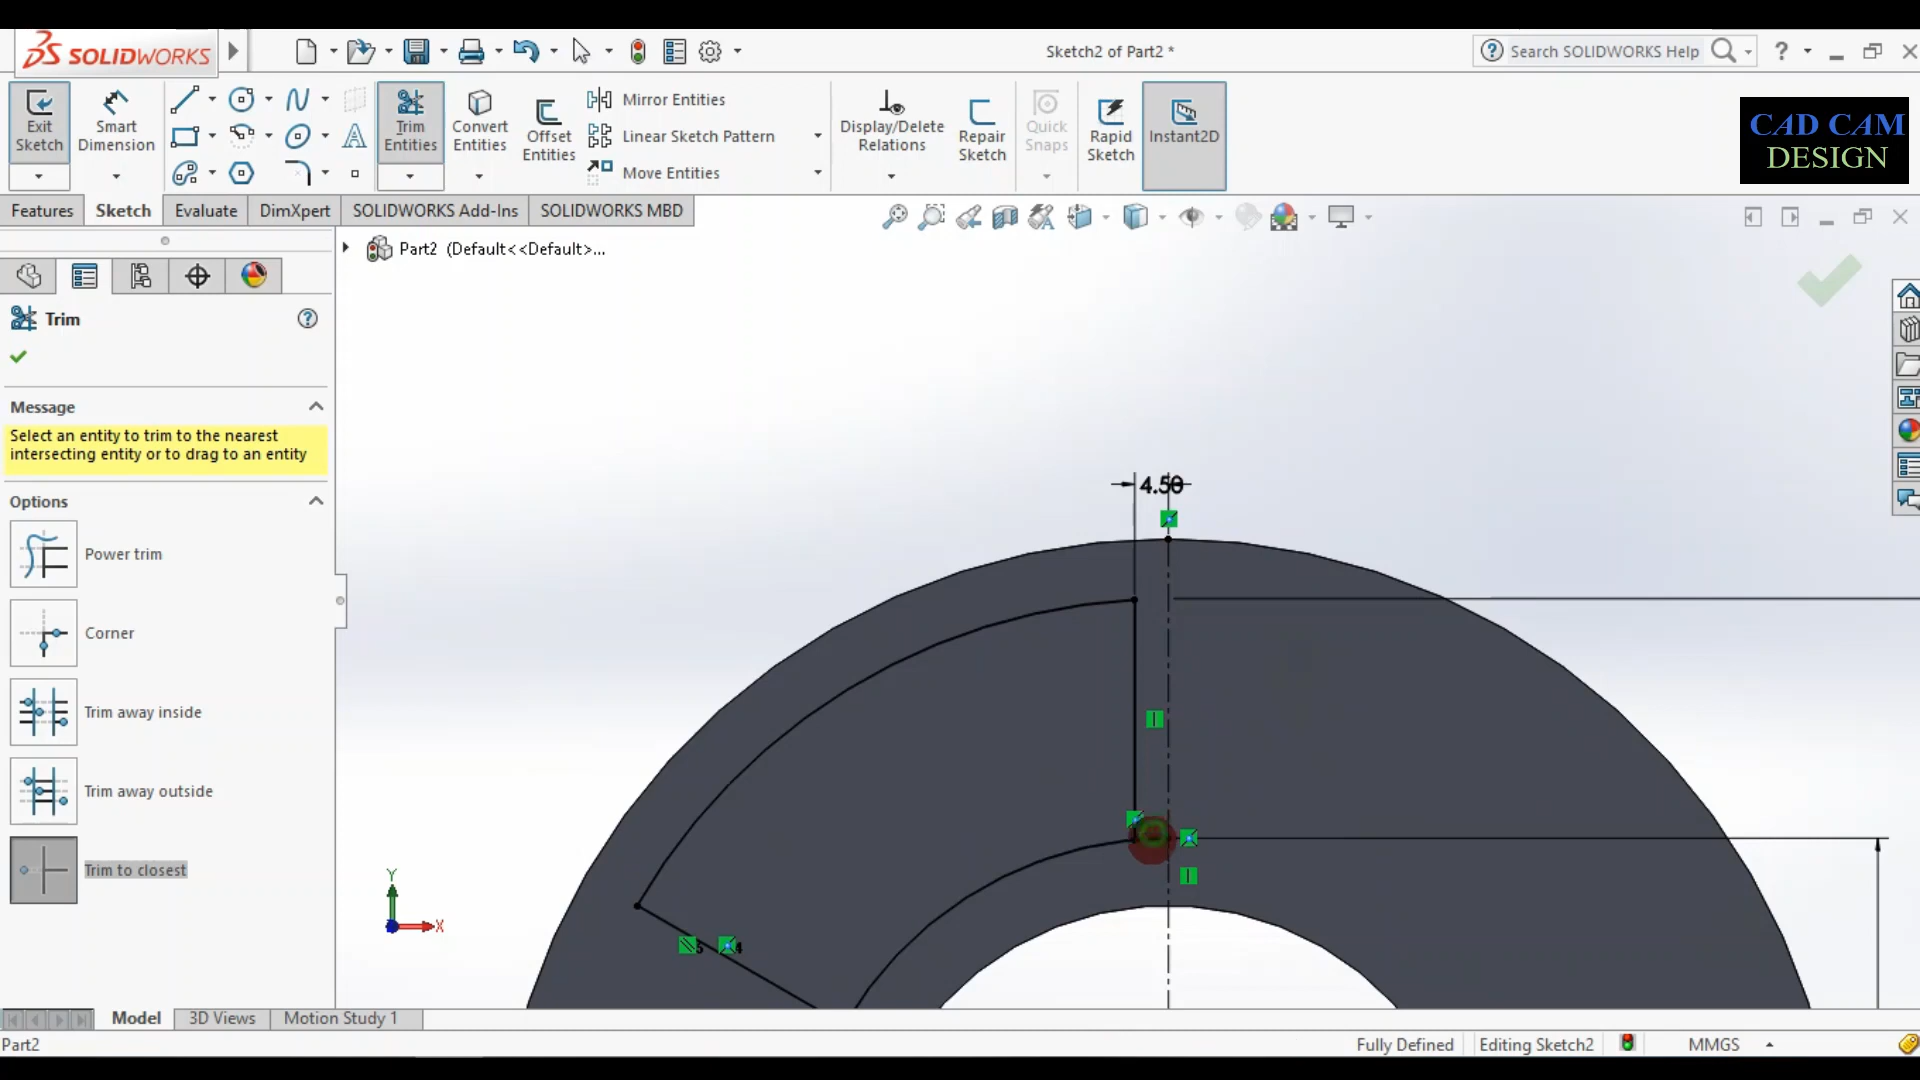 SOLIDWORKS
Sketch2 of Part2 *
Search SOLIDWORKS Help
?
Exit Sketch
Smart Dimension
Trim Entities
Convert Entities
Offset Entities
Mirror Entities
Linear Sketch Pattern
Move Entities
Display/Delete Relations
Repair Sketch
Quick Snaps
Rapid Sketch
Instant2D
CAD CAM
DESIGN
Features
Sketch
Evaluate
DimXpert
SOLIDWORKS Add-Ins
SOLIDWORKS MBD
Part2 (Default<<Default>...
Trim
?
Message
Select an entity to trim to the nearest
intersecting entity or to drag to an entity
Options
Power trim
Corner
Trim away inside
Trim away outside
Trim to closest
4.50
5
4
Y
X
Model
3D Views
Motion Study 1
Part2
Fully Defined
Editing Sketch2
MMGS